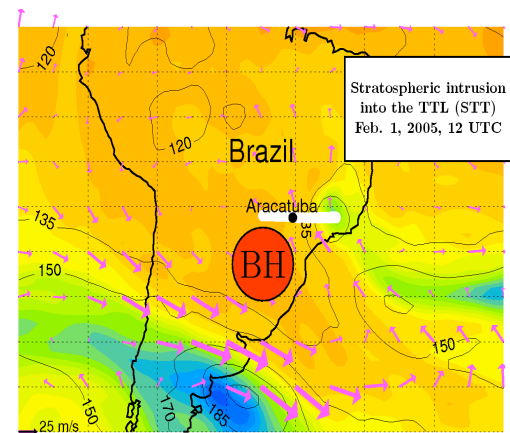 120
Stratospheric intrusion
into the TTL (STT)
Feb. 1, 2005, 12 UTC
120
Brazil
Aracatuba
135
35
BH
150
150
150
170
185
25 m/s